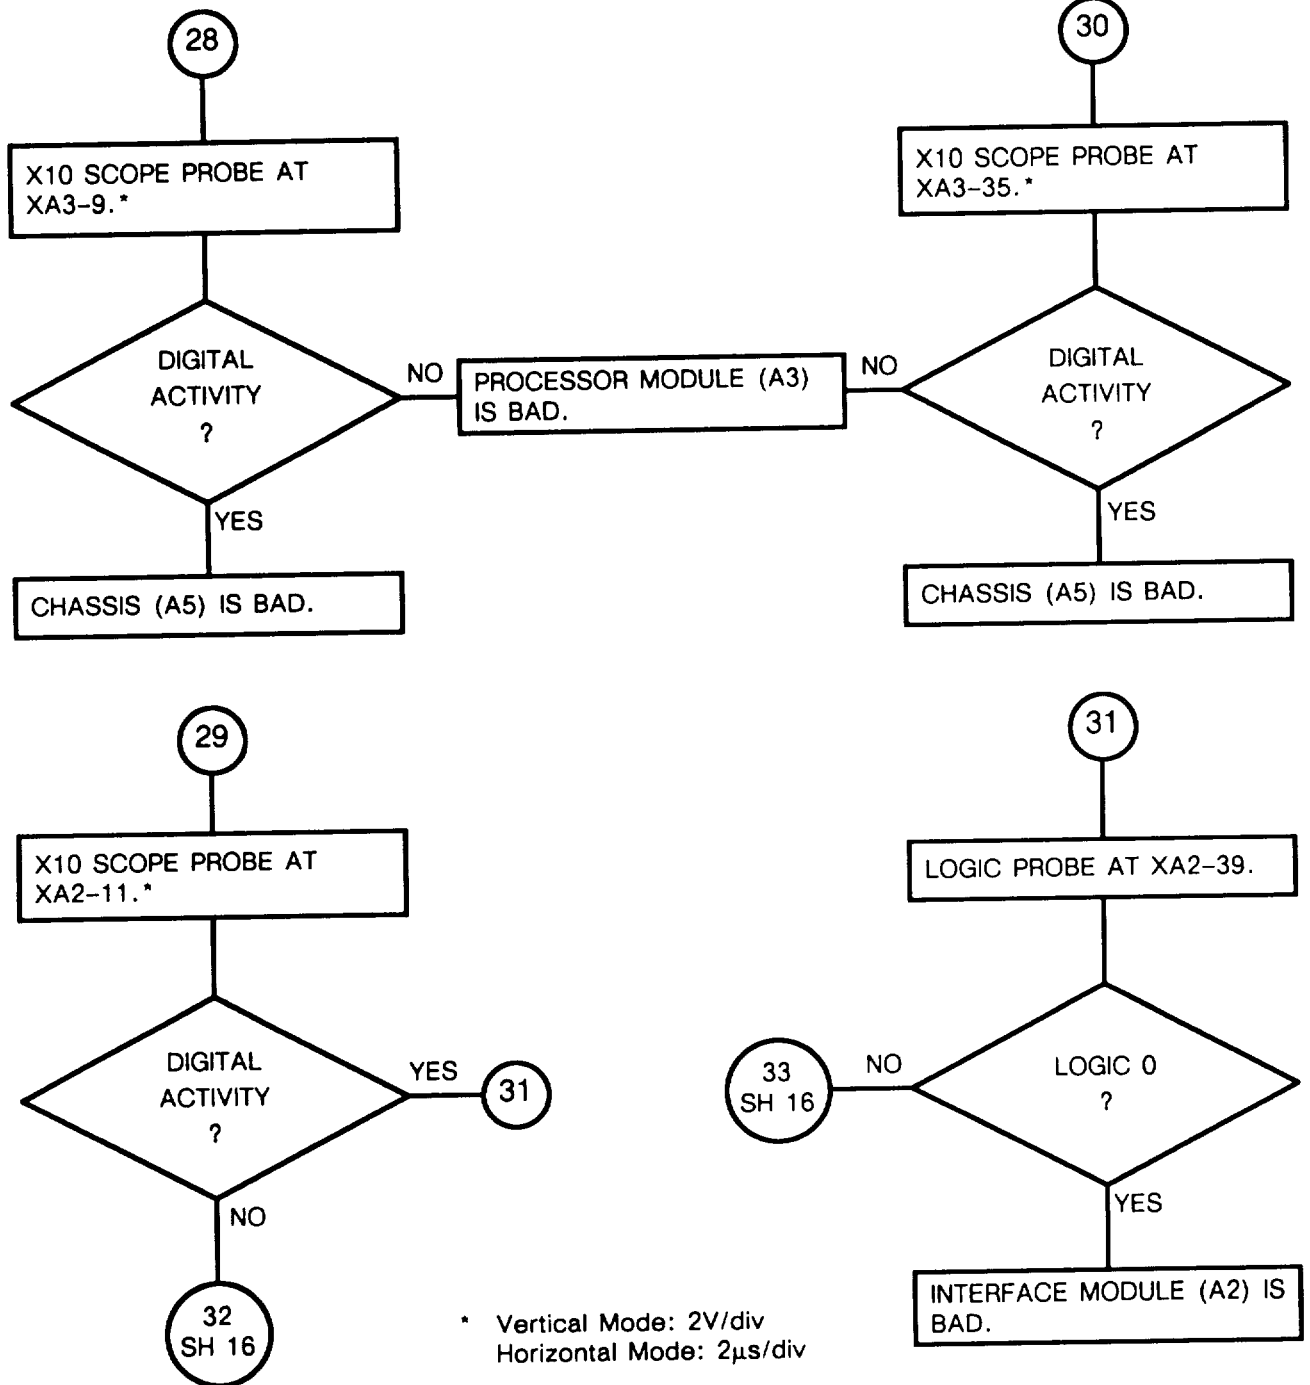 28
X10 SCOPE PROBE AT
XA3-9.*
DIGITAL
ACTIVITY
?
NO
YES
CHASSIS (A5) IS BAD.
PROCESSOR MODULE (A3)
IS BAD.
30
X10 SCOPE PROBE AT
XA3-35.*
DIGITAL
ACTIVITY
?
NO
YES
CHASSIS (A5) IS BAD.
29
X10 SCOPE PROBE AT
XA2-11.*
DIGITAL
ACTIVITY
?
YES
31
NO
32
SH 16
31
LOGIC PROBE AT XA2-39.
LOGIC 0
?
NO
33
SH 16
YES
INTERFACE MODULE (A2) IS
BAD.
* Vertical Mode: 2V/div
Horizontal Mode: 2µs/div